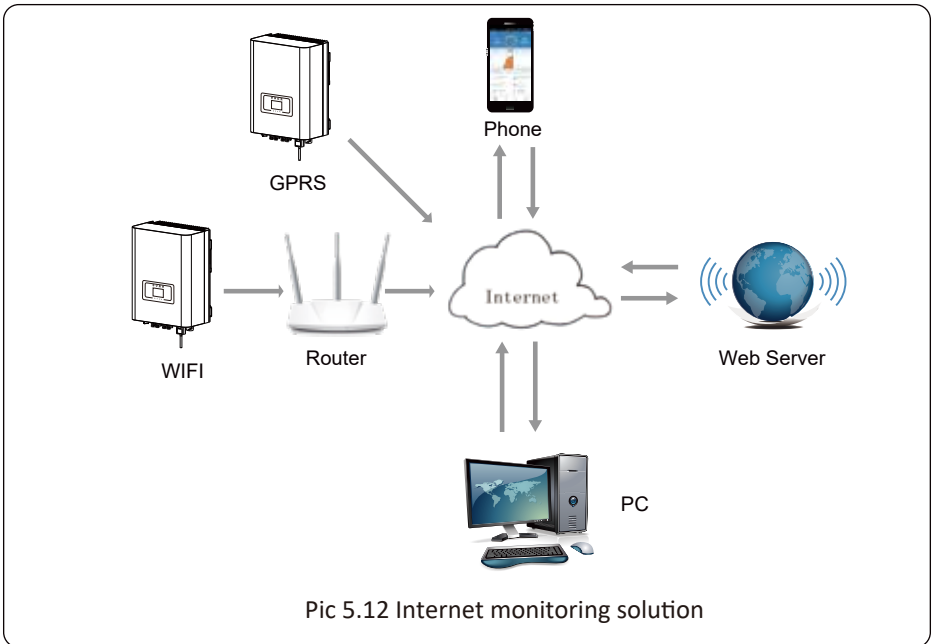 Phone
GPRS
Internet
WIFI
Router
Web Server
PC
Pic 5.12 Internet monitoring solution